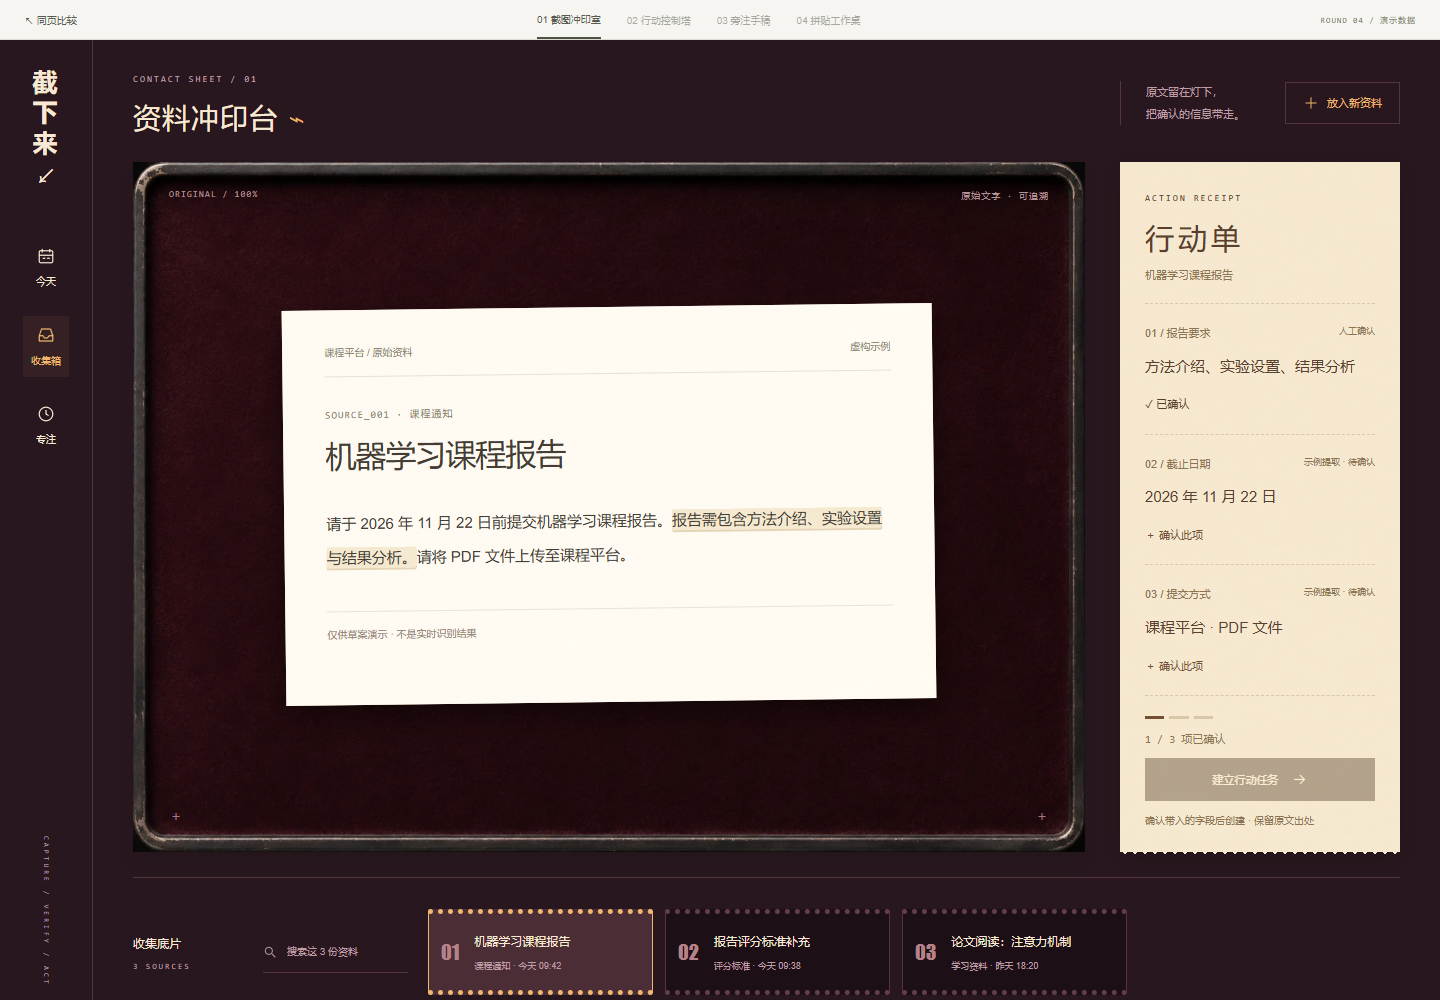 ↖ 同页比较
01 截图冲印室
02 行动控制塔
03 旁注手稿
04 拼贴工作桌
ROUND 04 / 演示数据
截下来
↙
今天
收集箱
专注
CAPTURE / VERIFY / ACT
CONTACT SHEET / 01
资料冲印台
原文留在灯下，
把确认的信息带走。
+ 放入新资料
ORIGINAL / 100%
原始文字 · 可追溯
课程平台 / 原始资料
虚构示例
SOURCE_001 · 课程通知
机器学习课程报告
请于 2026 年 11 月 22 日前提交机器学习课程报告。报告需包含方法介绍、实验设置
与结果分析。请将 PDF 文件上传至课程平台。
仅供草案演示 · 不是实时识别结果
ACTION RECEIPT
行动单
机器学习课程报告
01 / 报告要求
人工确认
方法介绍、实验设置、结果分析
✓ 已确认
02 / 截止日期
示例提取 · 待确认
2026 年 11 月 22 日
+ 确认此项
03 / 提交方式
示例提取 · 待确认
课程平台 · PDF 文件
+ 确认此项
1 / 3 项已确认
建立行动任务 →
确认带入的字段后创建 · 保留原文出处
收集底片
3 SOURCES
搜索这 3 份资料
01
机器学习课程报告
课程通知 · 今天 09:42
02
报告评分标准补充
评分标准 · 今天 09:38
03
论文阅读：注意力机制
学习资料 · 昨天 18:20